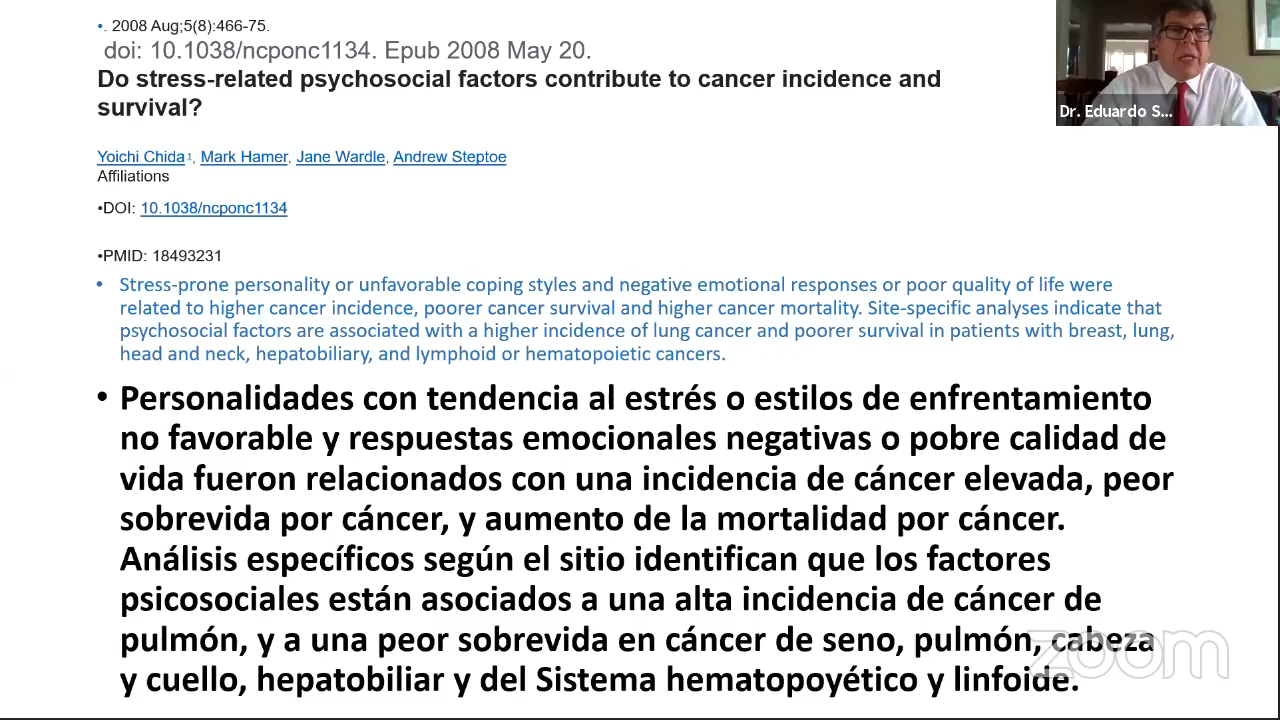 •. 2008 Aug;5(8):466-75.
doi: 10.1038/ncponc1134. Epub 2008 May 20.
Do stress-related psychosocial factors contribute to cancer incidence and
survival?
Yoichi Chida1, Mark Hamer, Jane Wardle, Andrew Steptoe
Affiliations
•DOI: 10.1038/ncponc1134
•PMID: 18493231
• Stress-prone personality or unfavorable coping styles and negative emotional responses or poor quality of life were
related to higher cancer incidence, poorer cancer survival and higher cancer mortality. Site-specific analyses indicate that
psychosocial factors are associated with a higher incidence of lung cancer and poorer survival in patients with breast, lung,
head and neck, hepatobiliary, and lymphoid or hematopoietic cancers.
• Personalidades con tendencia al estrés o estilos de enfrentamiento
no favorable y respuestas emocionales negativas o pobre calidad de
vida fueron relacionados con una incidencia de cáncer elevada, peor
sobrevida por cáncer, y aumento de la mortalidad por cáncer.
Análisis específicos según el sitio identifican que los factores
psicosociales están asociados a una alta incidencia de cáncer de
pulmón, y a una peor sobrevida en cáncer de seno, pulmón, cabeza
y cuello, hepatobiliar y del Sistema hematopoyético y linfoide.
Dr. Eduardo S...
zoom